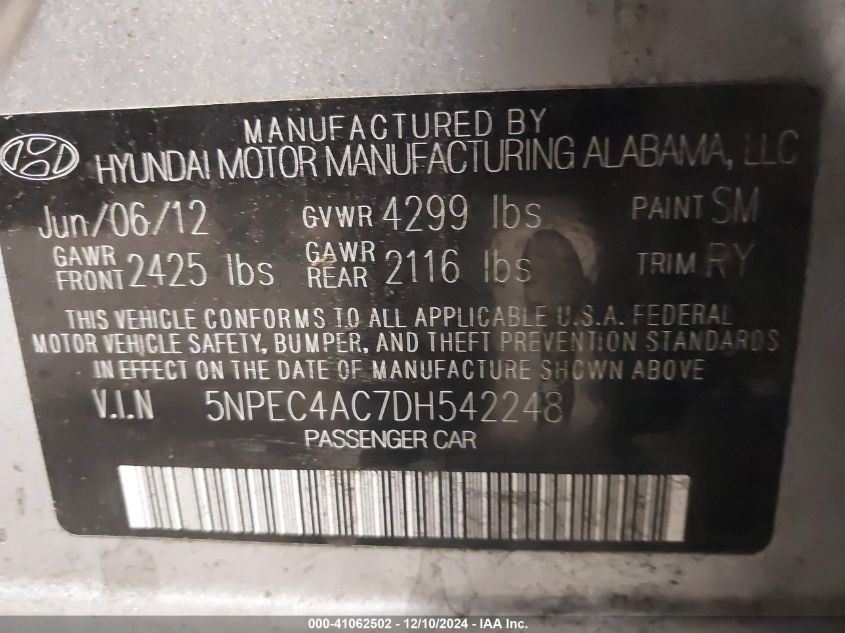 MANUFACTURED BY
HYUNDAI MOTOR MANUFACTURING ALABAMA, LLC
Jun/06/12 GVWR 4299 lbs PAINT SM
GAWR FRONT 2425 lbs GAWR REAR 2116 lbs TRIM RY
THIS VEHICLE CONFORMS TO ALL APPLICABLE U.S.A. FEDERAL
MOTOR VEHICLE SAFETY, BUMPER, AND THEFT PREVENTION STANDARDS
IN EFFECT ON THE DATE OF MANUFACTURE SHOWN ABOVE
V.I.N 5NPEC4AC7DH542248
PASSENGER CAR
000-41062502 - 12/10/2024 - IAA Inc.